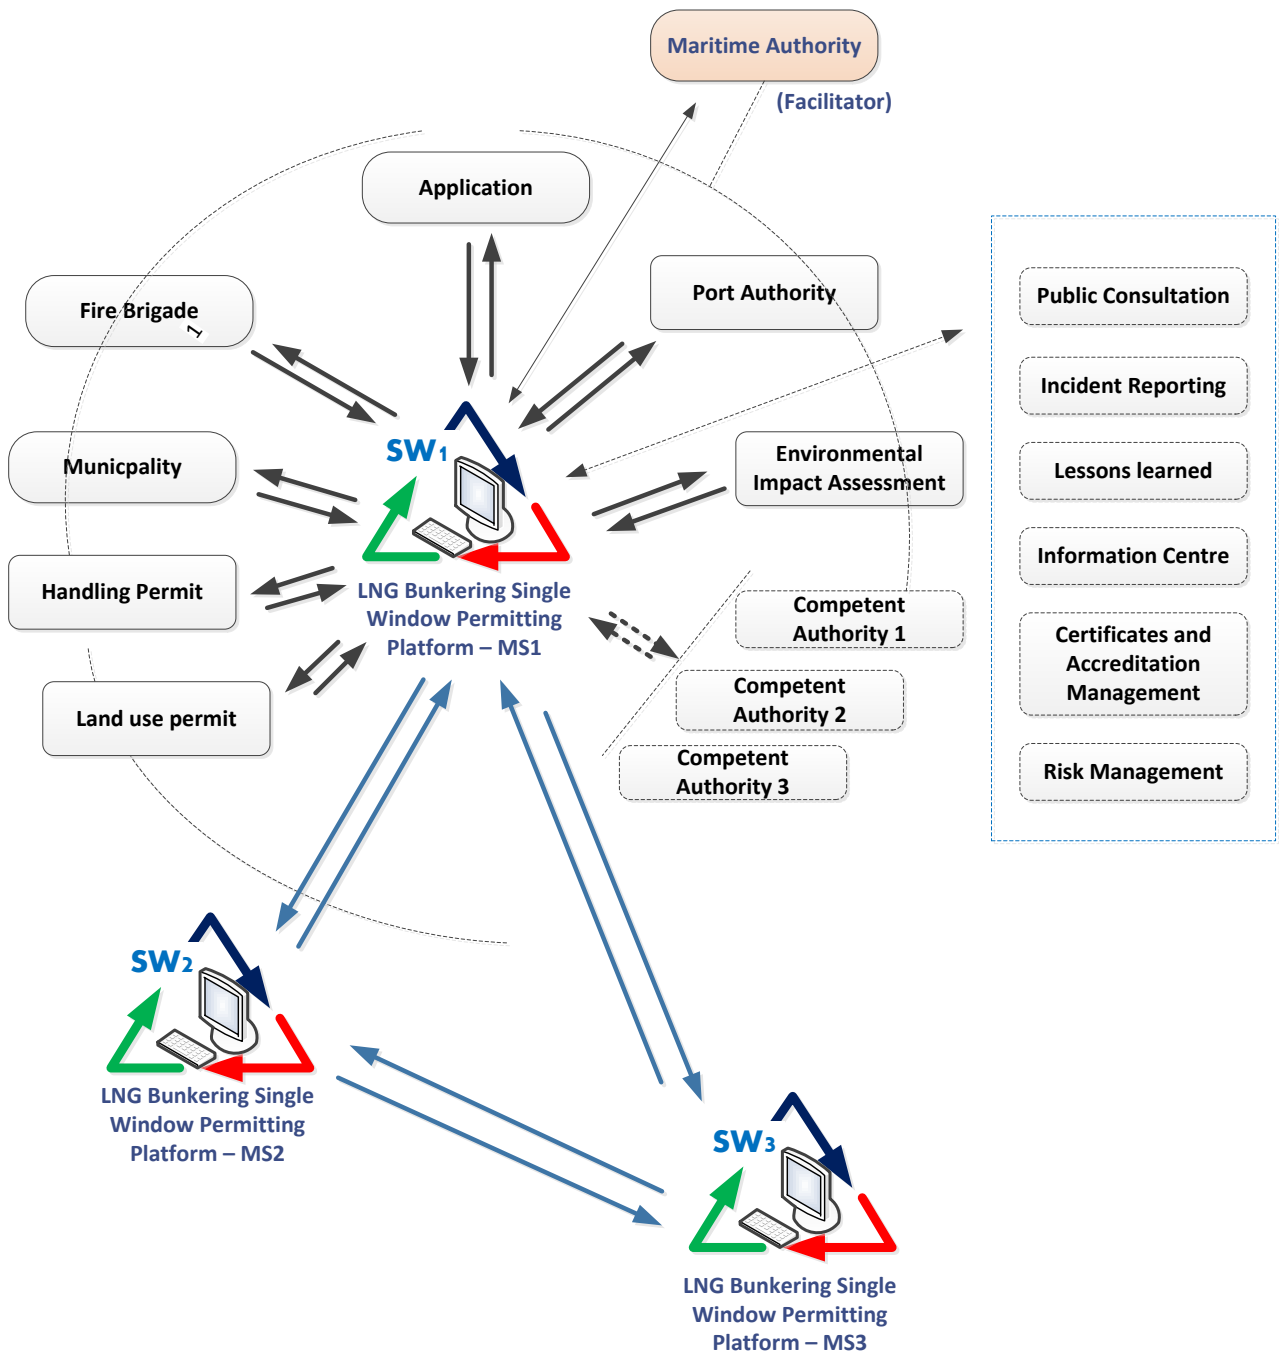 Maritime Authority
(Facilitator)
Application
Fire Brigade
1
Port Authority
Public Consultation
Incident Reporting
Lessons learned
Information Centre
Certificates and
Accreditation
Management
Risk Management
SW1
Municpality
Environmental
Impact Assessment
Handling Permit
LNG Bunkering Single
Window Permitting
Platform – MS1
Competent
Authority 1
Land use permit
Competent
Authority 2
Competent
Authority 3
SW2
LNG Bunkering Single
Window Permitting
Platform – MS2
SW3
LNG Bunkering Single
Window Permitting
Platform – MS3